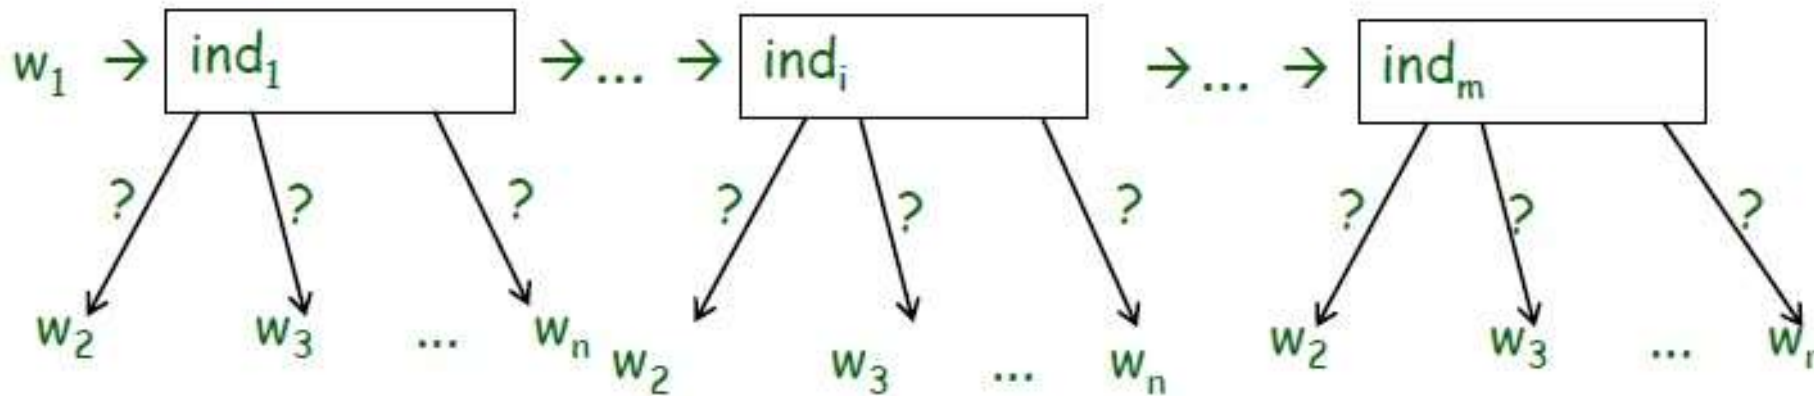 w₁ → ind₁ →... → indᵢ →... → indₘ
? ? ? ? ? ? ? ? ?
w₂ w₃ ... wₙ w₂ w₃ ... wₙ w₂ w₃ ...